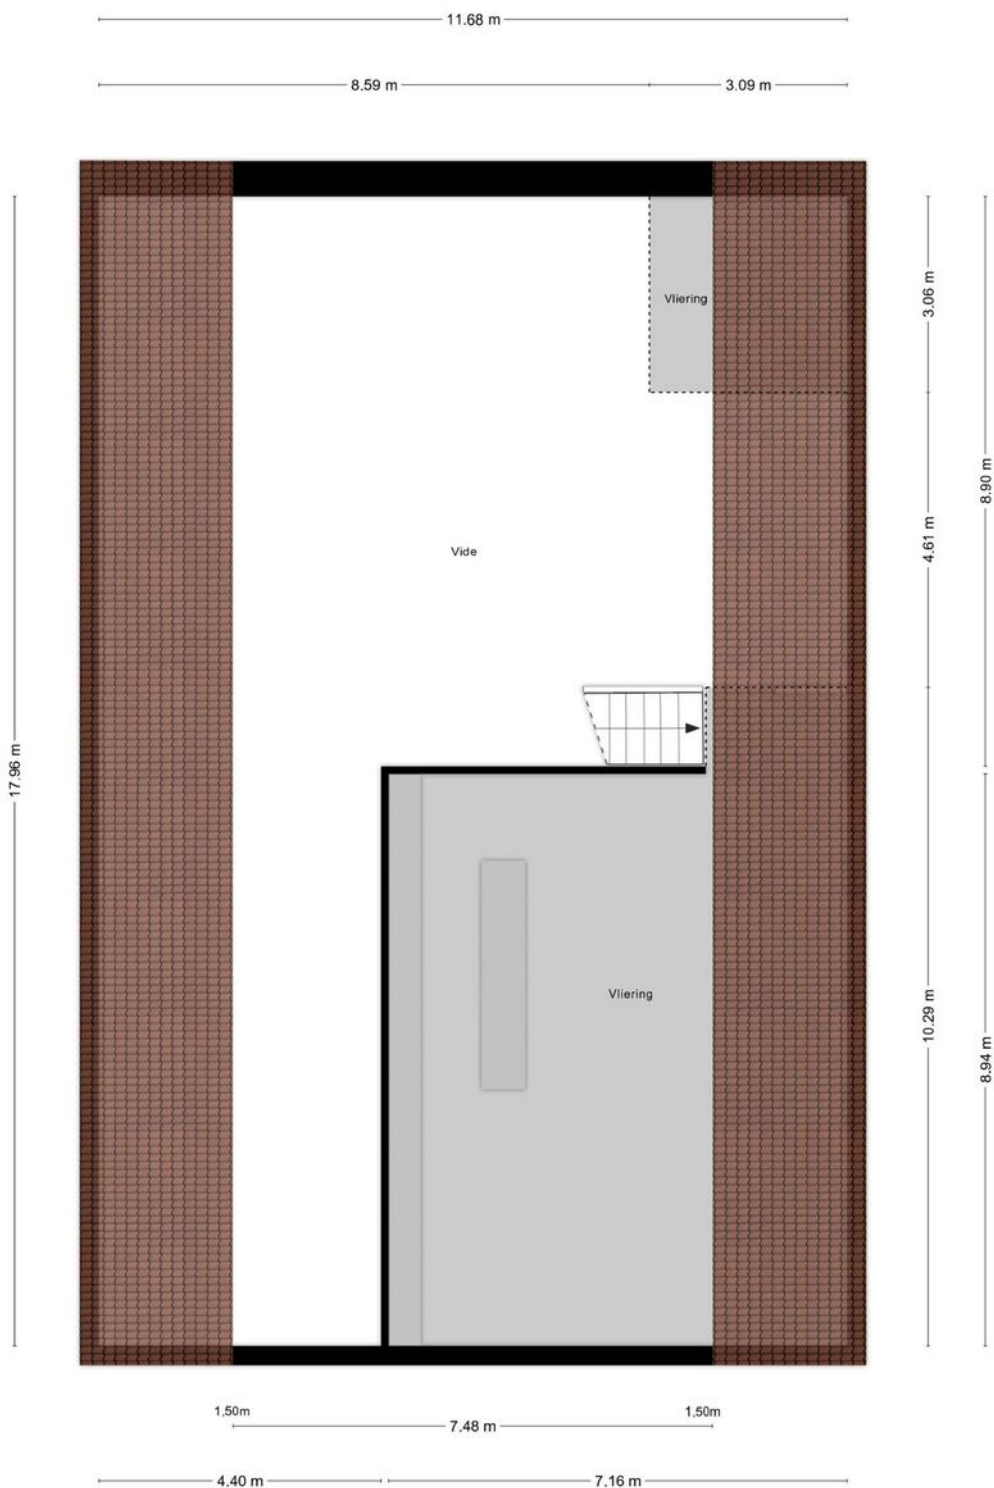 11.68 m
8.59 m
3.09 m
Vliering
3.06 m
8.90 m
4.61 m
Vide
17.96 m
Vliering
10.29 m
8.94 m
1,50m
1,50m
7.48 m
4.40 m
7.16 m